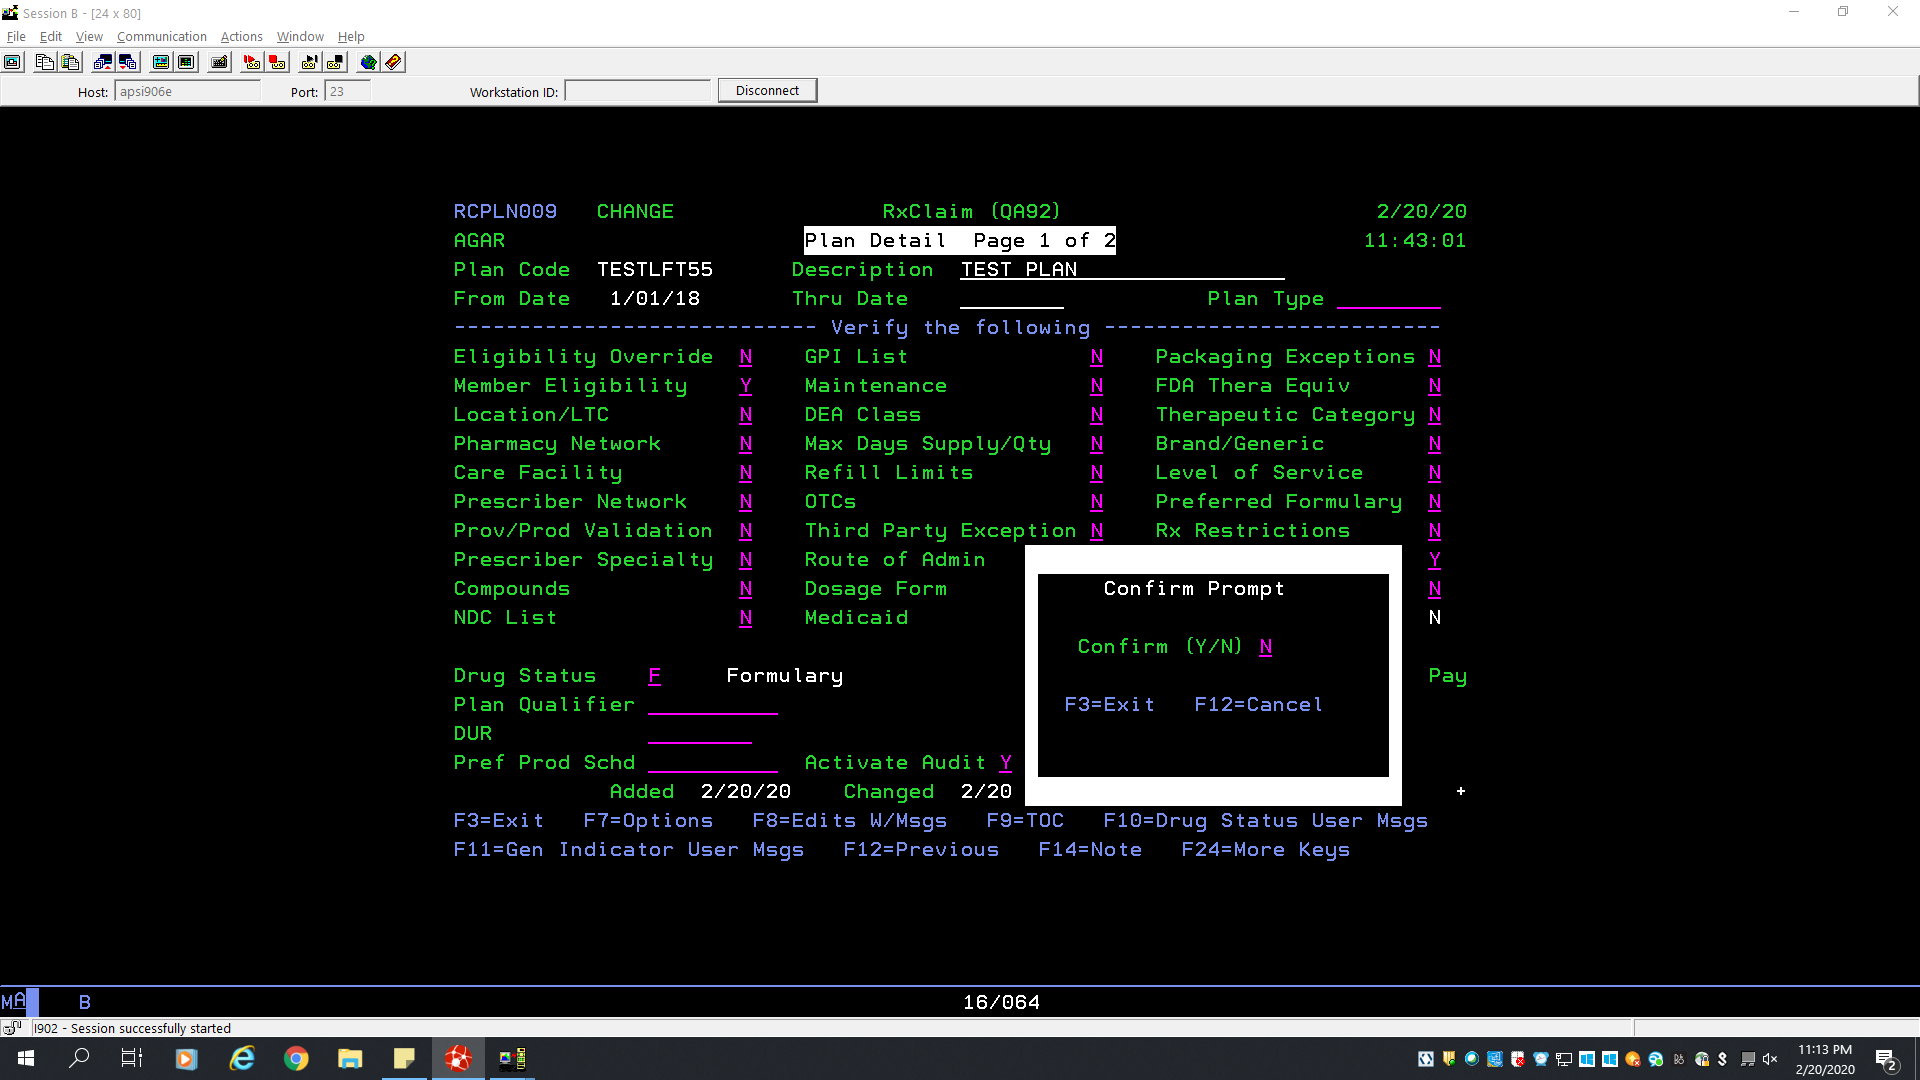 Session B - [24 x 80]
File Edit View Communication Actions Window Help
Host: apsi906e Port: 23 Workstation ID: Disconnect
RCPLN009 CHANGE RxClaim (QA92) 2/20/20
AGAR Plan Detail Page 1 of 2 11:43:01
Plan Code TESTLFT55 Description TEST PLAN
From Date 1/01/18 Thru Date Plan Type
---------------------------- Verify the following --------------------------
Eligibility Override N GPI List N Packaging Exceptions N
Member Eligibility Y Maintenance N FDA Thera Equiv N
Location/LTC N DEA Class N Therapeutic Category N
Pharmacy Network N Max Days Supply/Qty N Brand/Generic N
Care Facility N Refill Limits N Level of Service N
Prescriber Network N OTCs N Preferred Formulary N
Prov/Prod Validation N Third Party Exception N Rx Restrictions N
Prescriber Specialty N Route of Admin Y
Compounds N Dosage Form Confirm Prompt N
NDC List N Medicaid N
Confirm (Y/N) N
Drug Status F Formulary Pay
Plan Qualifier F3=Exit F12=Cancel
DUR
Pref Prod Schd Activate Audit Y
Added 2/20/20 Changed 2/20 +
F3=Exit F7=Options F8=Edits W/Msgs F9=TOC F10=Drug Status User Msgs
F11=Gen Indicator User Msgs F12=Previous F14=Note F24=More Keys
MA B 16/064
I902 - Session successfully started
11:13 PM
2/20/2020
2